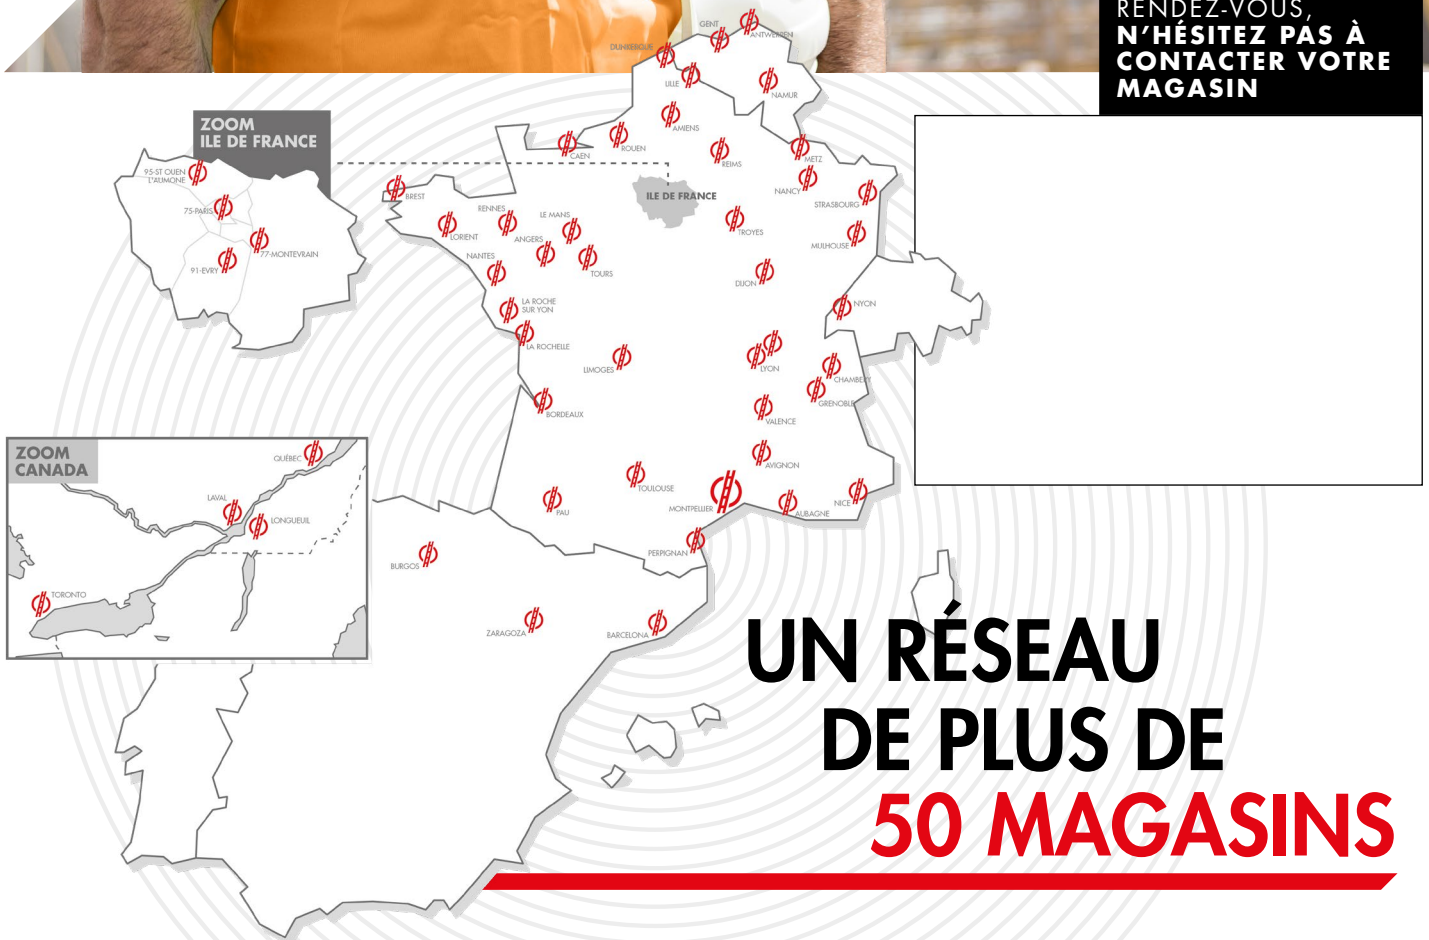 RENDEZ-VOUS,
N'HÉSITEZ PAS À
CONTACTER VOTRE
MAGASIN
GENT
ANTWERPEN
DUNKERQUE
LILLE
NAMUR
AMIENS
ROUEN
CAEN
REIMS
METZ
NANCY
STRASBOURG
ZOOM
ILE DE FRANCE
95-ST OUEN
L'AUMONE
75-PARIS
77-MONTEVRAIN
91-EVRY
ILE DE FRANCE
BREST
LORIENT
RENNES
LE MANS
ANGERS
NANTES
TOURS
TROYES
MULHOUSE
DIJON
LA ROCHE
SUR YON
NYON
LA ROCHELLE
LIMOGES
LYON
CHAMBERY
GRENOBLE
BORDEAUX
VALENCE
AVIGNON
TOULOUSE
PAU
MONTPELLIER
AUBAGNE
NICE
PERPIGNAN
ZOOM
CANADA
QUÉBEC
LAVAL
LONGUEUIL
TORONTO
BURGOS
ZARAGOZA
BARCELONA
UN RÉSEAU
DE PLUS DE
50 MAGASINS